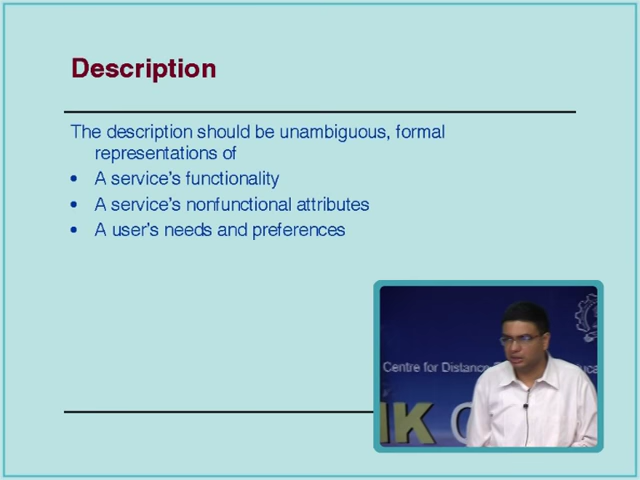 Description
The description should be unambiguous, formal
representations of
• A service's functionality
• A service's nonfunctional attributes
• A user's needs and preferences
Centre for Distance